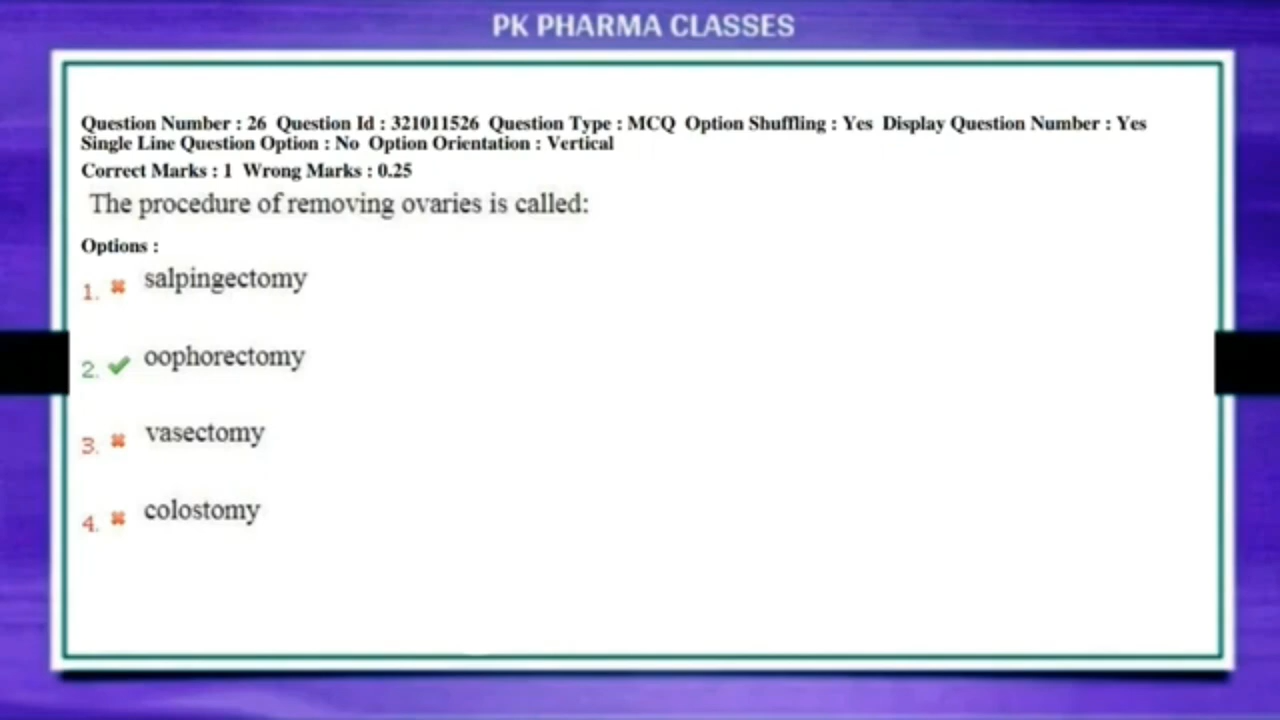 PK PHARMA CLASSES
Question Number : 26 Question Id : 321011526 Question Type : MCQ Option Shuffling : Yes Display Question Number : Yes
Single Line Question Option : No Option Orientation : Vertical
Correct Marks : 1 Wrong Marks : 0.25
The procedure of removing ovaries is called:
Options :
1. salpingectomy
2. oophorectomy
3. vasectomy
4. colostomy